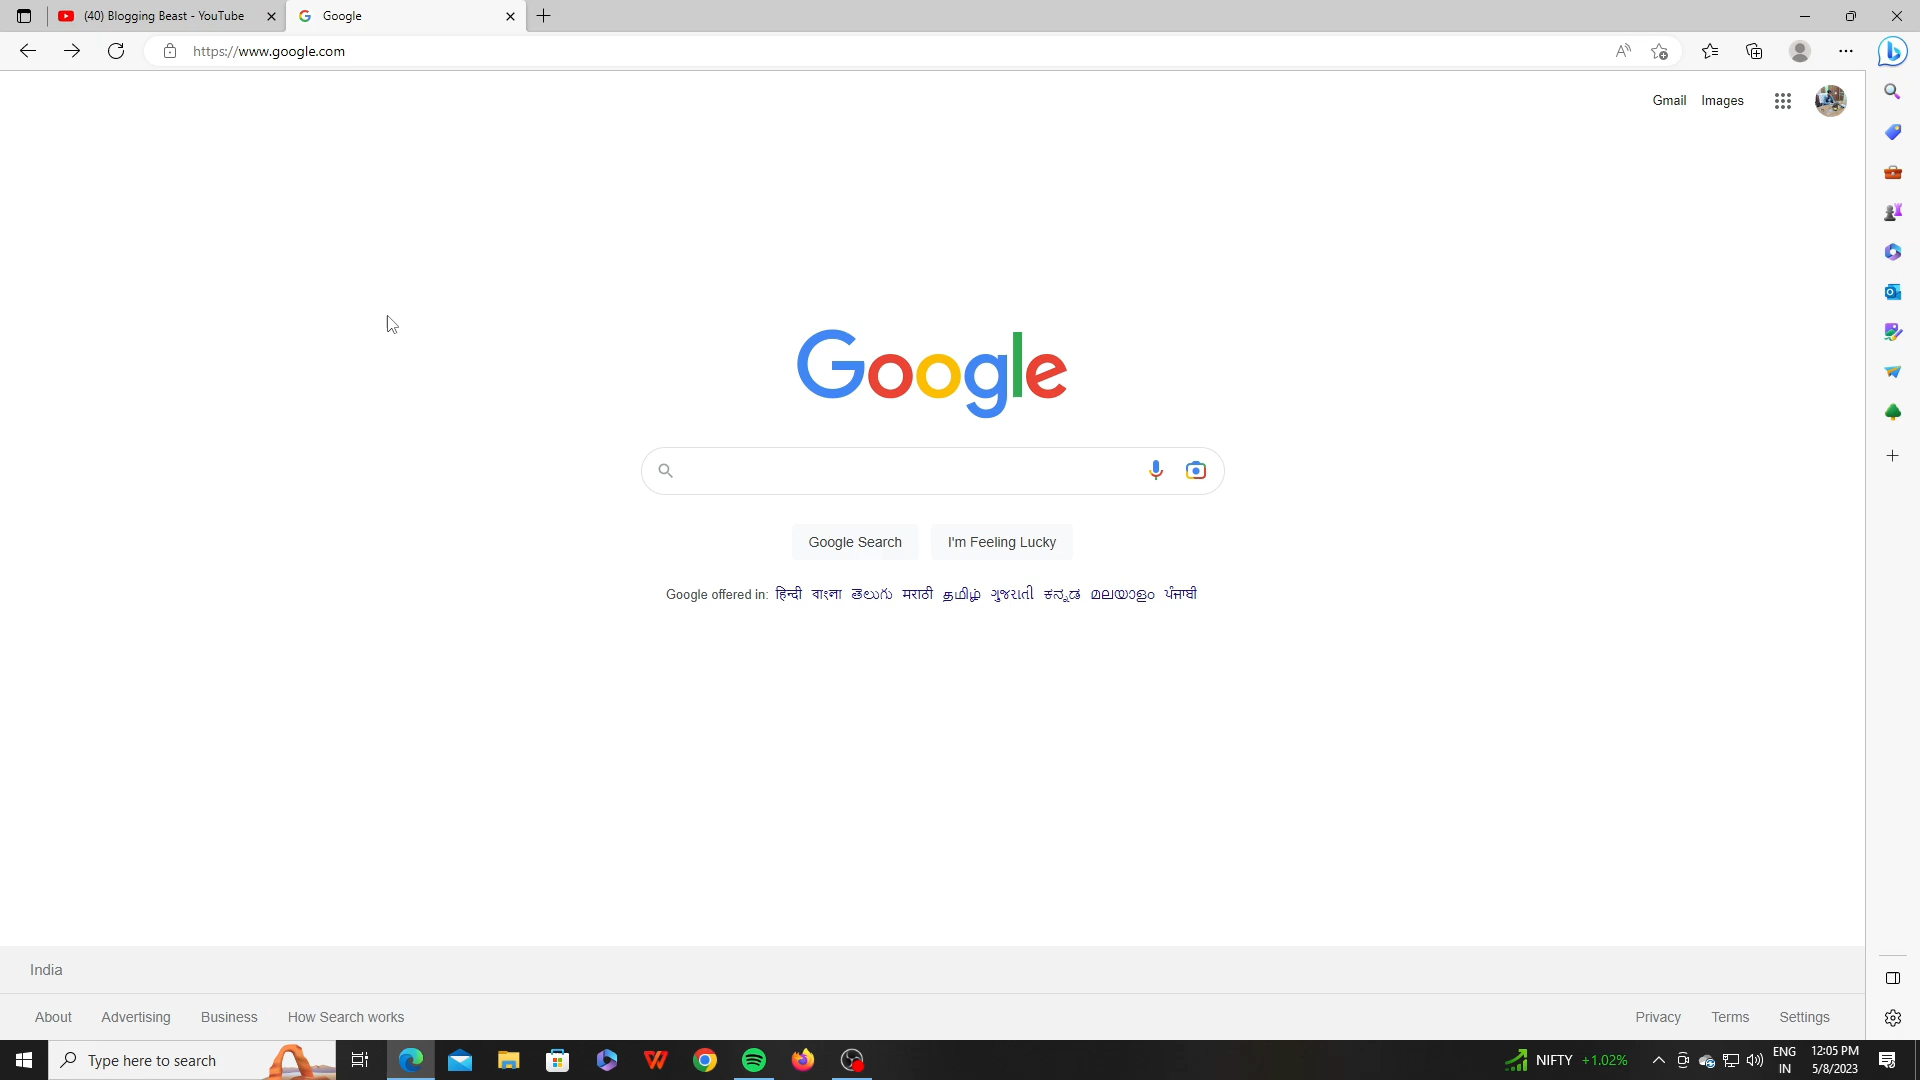 (40) Blogging Beast - YouTube
Google
https://www.google.com
Gmail Images
Google
Google Search I'm Feeling Lucky
Google offered in: हिन्दी বাংলা తెలుగు मराठी தமிழ் ગુજરાતી ಕನ್ನಡ മലയാളം ਪੰਜਾਬੀ
India
About Advertising Business How Search works Privacy Terms Settings
Type here to search
NIFTY +1.02%
ENG
IN
12:05 PM
5/8/2023